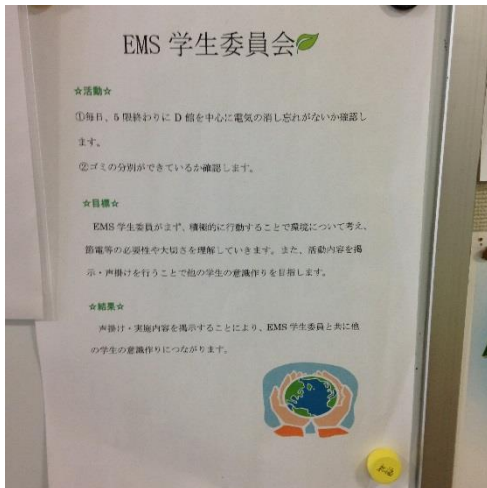 EMS 学生委員会
☆活動☆
①毎日、5 限終わりに D 館を中心に電気の消し忘れがないか確認し
ます。
②ゴミの分別ができているか確認します。
☆目標☆
EMS 学生委員がまず、積極的に行動することで環境について考え、
節電等の必要性や大切さを理解していきます。また、活動内容を掲
示・声掛けを行うことで他の学生の意識作りを目指します。
☆結果☆
声掛け・実施内容を掲示することにより、EMS 学生委員と共に他
の学生の意識作りにつながります。